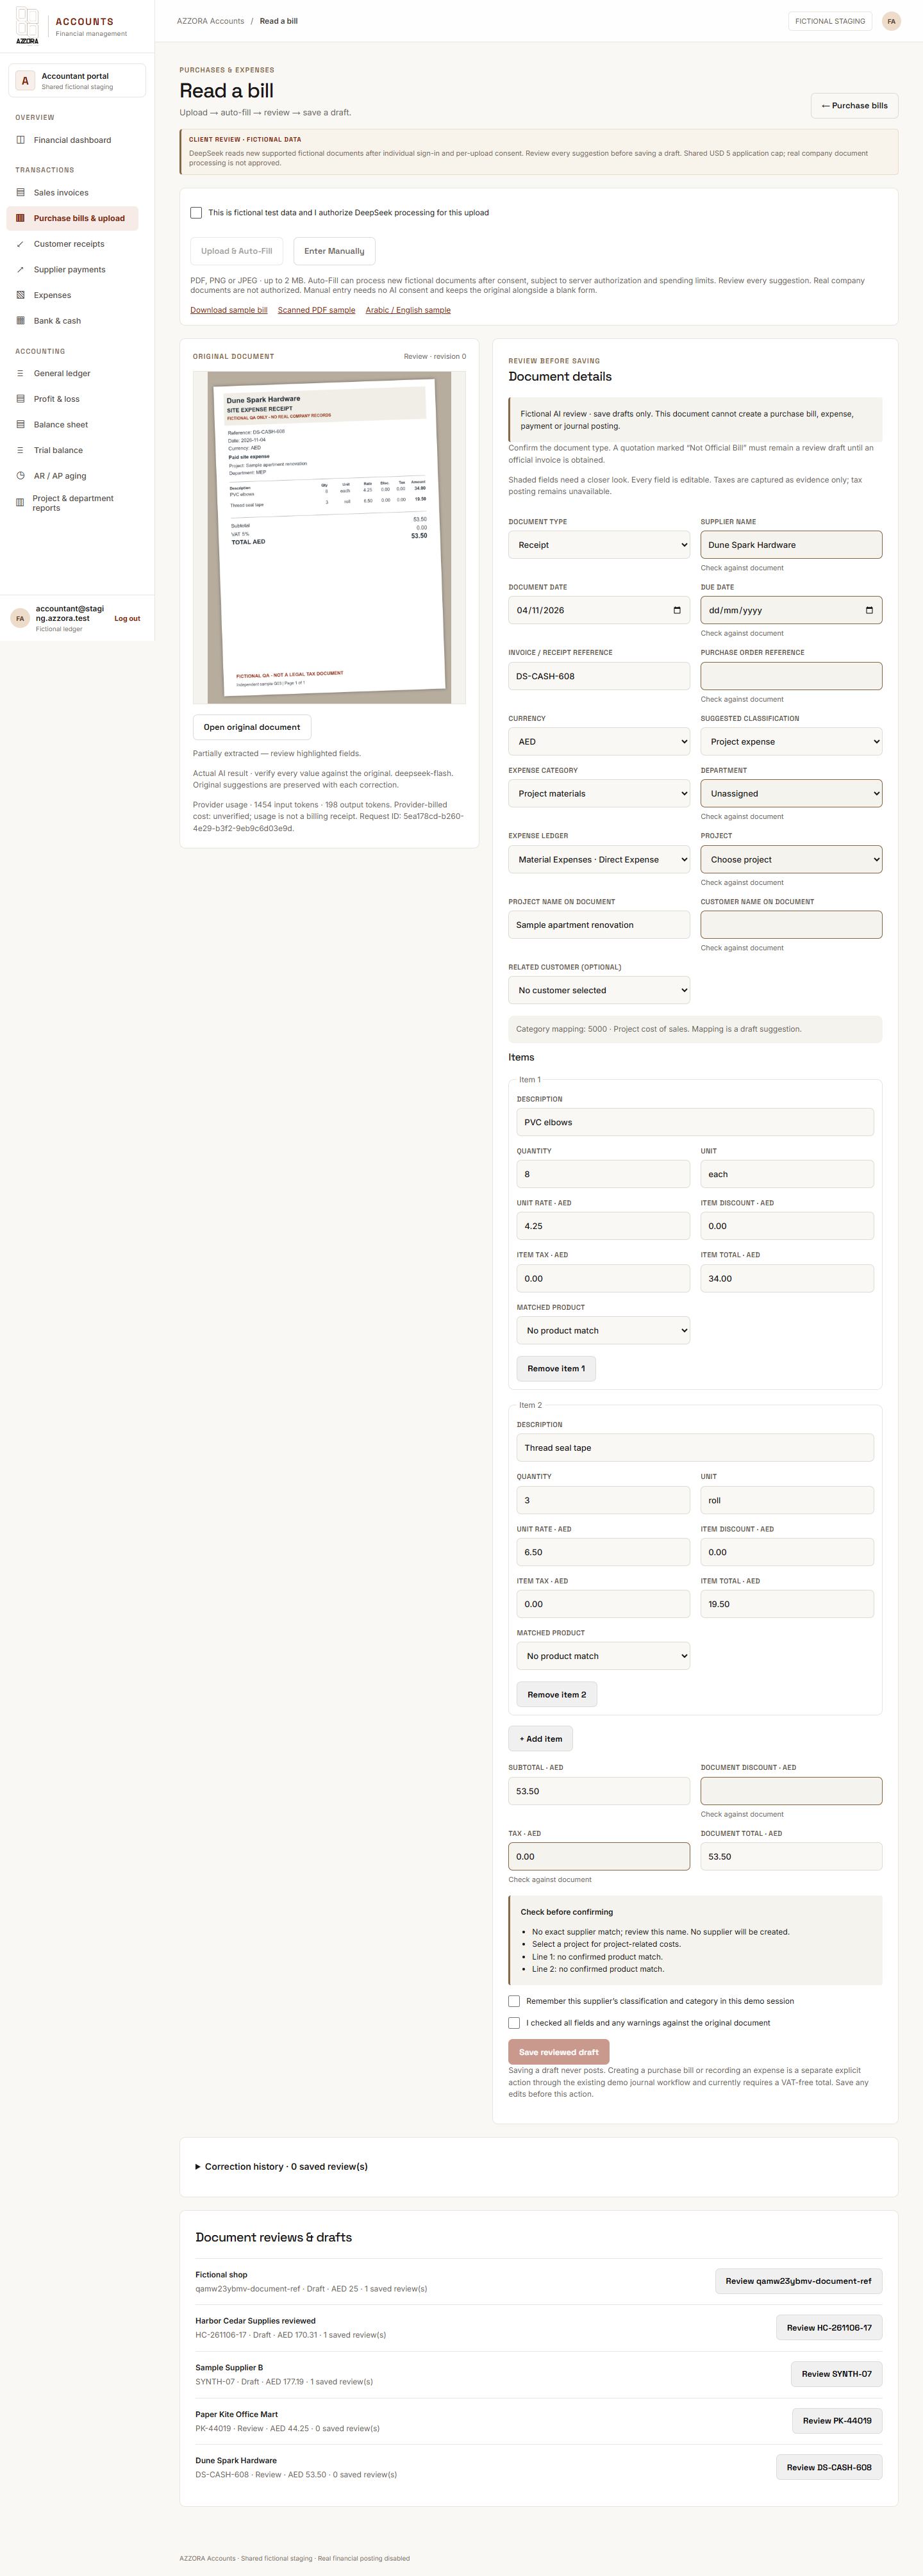 AZZORA
ACCOUNTS
Financial management
A
Accountant portal
Shared fictional staging
OVERVIEW
Financial dashboard
TRANSACTIONS
Sales invoices
Purchase bills & upload
Customer receipts
Supplier payments
Expenses
Bank & cash
ACCOUNTING
General ledger
Profit & loss
Balance sheet
Trial balance
AR / AP aging
Project & department
reports
FA
accountant@stagi
ng.azzora.test
Fictional ledger
Log out
AZZORA Accounts / Read a bill
FICTIONAL STAGING
FA
PURCHASES & EXPENSES
Read a bill
Upload → auto-fill → review → save a draft.
← Purchase bills
CLIENT REVIEW · FICTIONAL DATA
DeepSeek reads new supported fictional documents after individual sign-in and per-upload consent. Review every suggestion before saving a draft. Shared USD 5 application cap; real company document
processing is not approved.
This is fictional test data and I authorize DeepSeek processing for this upload
Upload & Auto-Fill
Enter Manually
PDF, PNG or JPEG · up to 2 MB. Auto-Fill can process new fictional documents after consent, subject to server authorization and spending limits. Review every suggestion. Real company
documents are not authorized. Manual entry needs no AI consent and keeps the original alongside a blank form.
Download sample bill
Scanned PDF sample
Arabic / English sample
ORIGINAL DOCUMENT
Review · revision 0
Dune Spark Hardware
SITE EXPENSE RECEIPT
FICTIONAL QA ONLY - NO REAL COMPANY RECORDS
Reference: DS-CASH-608
Date: 2026-11-04
Currency: AED
Paid site expense
Project: Sample apartment renovation
Department: MEP
Description Qty Unit Rate Disc. Tax Amount
PVC elbows 8 each 4.25 0.00 0.00 34.00
Thread seal tape 3 roll 6.50 0.00 0.00 19.50
Subtotal 53.50
VAT 5% 0.00
TOTAL AED 53.50
FICTIONAL QA - NOT A LEGAL TAX DOCUMENT
Independent sample 003 | Page 1 of 1
Open original document
Partially extracted — review highlighted fields.
Actual AI result · verify every value against the original. deepseek-flash.
Original suggestions are preserved with each correction.
Provider usage · 1454 input tokens · 198 output tokens. Provider-billed
cost: unverified; usage is not a billing receipt. Request ID: 5ea178cd-b260-
4e29-b3f2-9eb9c6d03e9d.
REVIEW BEFORE SAVING
Document details
Fictional AI review · save drafts only. This document cannot create a purchase bill, expense,
payment or journal posting.
Confirm the document type. A quotation marked “Not Official Bill” must remain a review draft until an
official invoice is obtained.
Shaded fields need a closer look. Every field is editable. Taxes are captured as evidence only; tax
posting remains unavailable.
DOCUMENT TYPE
Receipt
SUPPLIER NAME
Dune Spark Hardware
Check against document
DOCUMENT DATE
04/11/2026
DUE DATE
dd/mm/yyyy
Check against document
INVOICE / RECEIPT REFERENCE
DS-CASH-608
PURCHASE ORDER REFERENCE
Check against document
CURRENCY
AED
SUGGESTED CLASSIFICATION
Project expense
EXPENSE CATEGORY
Project materials
DEPARTMENT
Unassigned
Check against document
EXPENSE LEDGER
Material Expenses · Direct Expense
PROJECT
Choose project
Check against document
PROJECT NAME ON DOCUMENT
Sample apartment renovation
CUSTOMER NAME ON DOCUMENT
Check against document
RELATED CUSTOMER (OPTIONAL)
No customer selected
Category mapping: 5000 · Project cost of sales. Mapping is a draft suggestion.
Items
Item 1
DESCRIPTION
PVC elbows
QUANTITY
8
UNIT
each
UNIT RATE · AED
4.25
ITEM DISCOUNT · AED
0.00
ITEM TAX · AED
0.00
ITEM TOTAL · AED
34.00
MATCHED PRODUCT
No product match
Remove item 1
Item 2
DESCRIPTION
Thread seal tape
QUANTITY
3
UNIT
roll
UNIT RATE · AED
6.50
ITEM DISCOUNT · AED
0.00
ITEM TAX · AED
0.00
ITEM TOTAL · AED
19.50
MATCHED PRODUCT
No product match
Remove item 2
+ Add item
SUBTOTAL · AED
53.50
DOCUMENT DISCOUNT · AED
Check against document
TAX · AED
0.00
Check against document
DOCUMENT TOTAL · AED
53.50
Check before confirming
• No exact supplier match; review this name. No supplier will be created.
• Select a project for project-related costs.
• Line 1: no confirmed product match.
• Line 2: no confirmed product match.
Remember this supplier's classification and category in this demo session
I checked all fields and any warnings against the original document
Save reviewed draft
Saving a draft never posts. Creating a purchase bill or recording an expense is a separate explicit
action through the existing demo journal workflow and currently requires a VAT-free total. Save any
edits before this action.
Correction history · 0 saved review(s)
Document reviews & drafts
Fictional shop
qamw23ybmv-document-ref · Draft · AED 25 · 1 saved review(s)
Review qamw23ybmv-document-ref
Harbor Cedar Supplies reviewed
HC-261106-17 · Draft · AED 170.31 · 1 saved review(s)
Review HC-261106-17
Sample Supplier B
SYNTH-07 · Draft · AED 177.19 · 1 saved review(s)
Review SYNTH-07
Paper Kite Office Mart
PK-44019 · Review · AED 44.25 · 0 saved review(s)
Review PK-44019
Dune Spark Hardware
DS-CASH-608 · Review · AED 53.50 · 0 saved review(s)
Review DS-CASH-608
AZZORA Accounts · Shared fictional staging · Real financial posting disabled